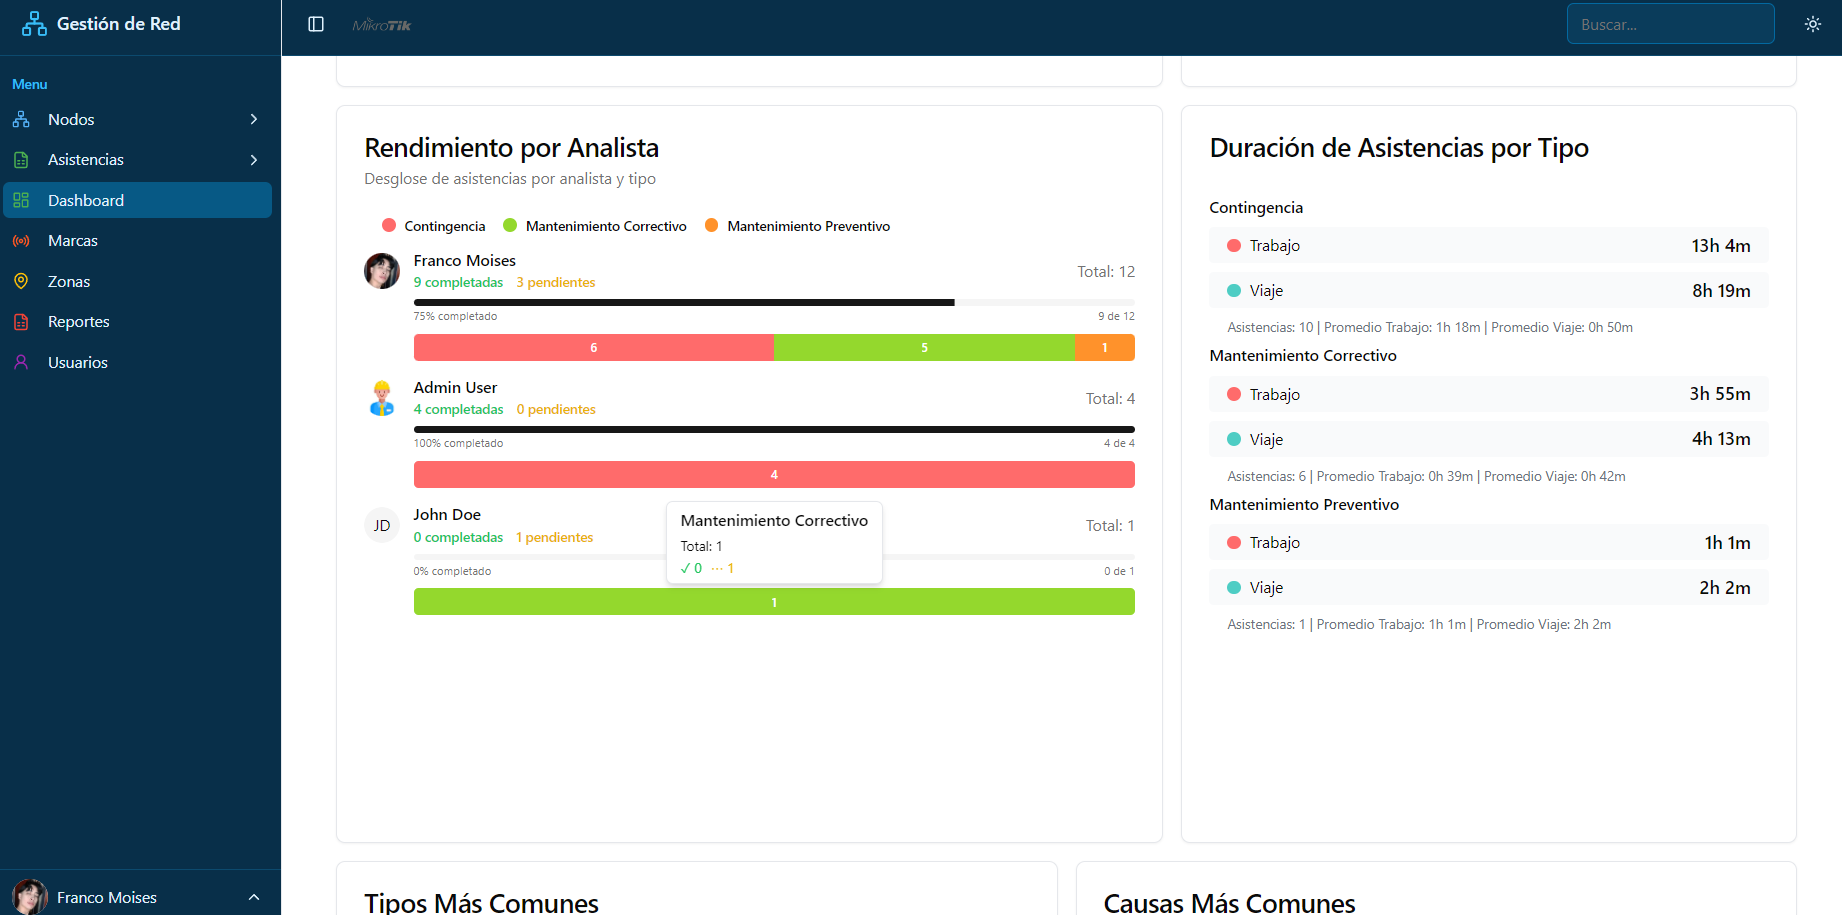 Gestión de Red
MikroTik
Buscar...
Menu
Nodos
Asistencias
Dashboard
Marcas
Zonas
Reportes
Usuarios
Franco Moises
Rendimiento por Analista
Desglose de asistencias por analista y tipo
Contingencia Mantenimiento Correctivo Mantenimiento Preventivo
Franco Moises
9 completadas 3 pendientes
Total: 12
75% completado 9 de 12
6 5 1
Admin User
4 completadas 0 pendientes
Total: 4
100% completado 4 de 4
4
JD
John Doe
0 completadas 1 pendientes
Total: 1
0% completado 0 de 1
1
Mantenimiento Correctivo
Total: 1
✓ 0 ··· 1
Duración de Asistencias por Tipo
Contingencia
Trabajo 13h 4m
Viaje 8h 19m
Asistencias: 10 | Promedio Trabajo: 1h 18m | Promedio Viaje: 0h 50m
Mantenimiento Correctivo
Trabajo 3h 55m
Viaje 4h 13m
Asistencias: 6 | Promedio Trabajo: 0h 39m | Promedio Viaje: 0h 42m
Mantenimiento Preventivo
Trabajo 1h 1m
Viaje 2h 2m
Asistencias: 1 | Promedio Trabajo: 1h 1m | Promedio Viaje: 2h 2m
Tipos Más Comunes
Causas Más Comunes